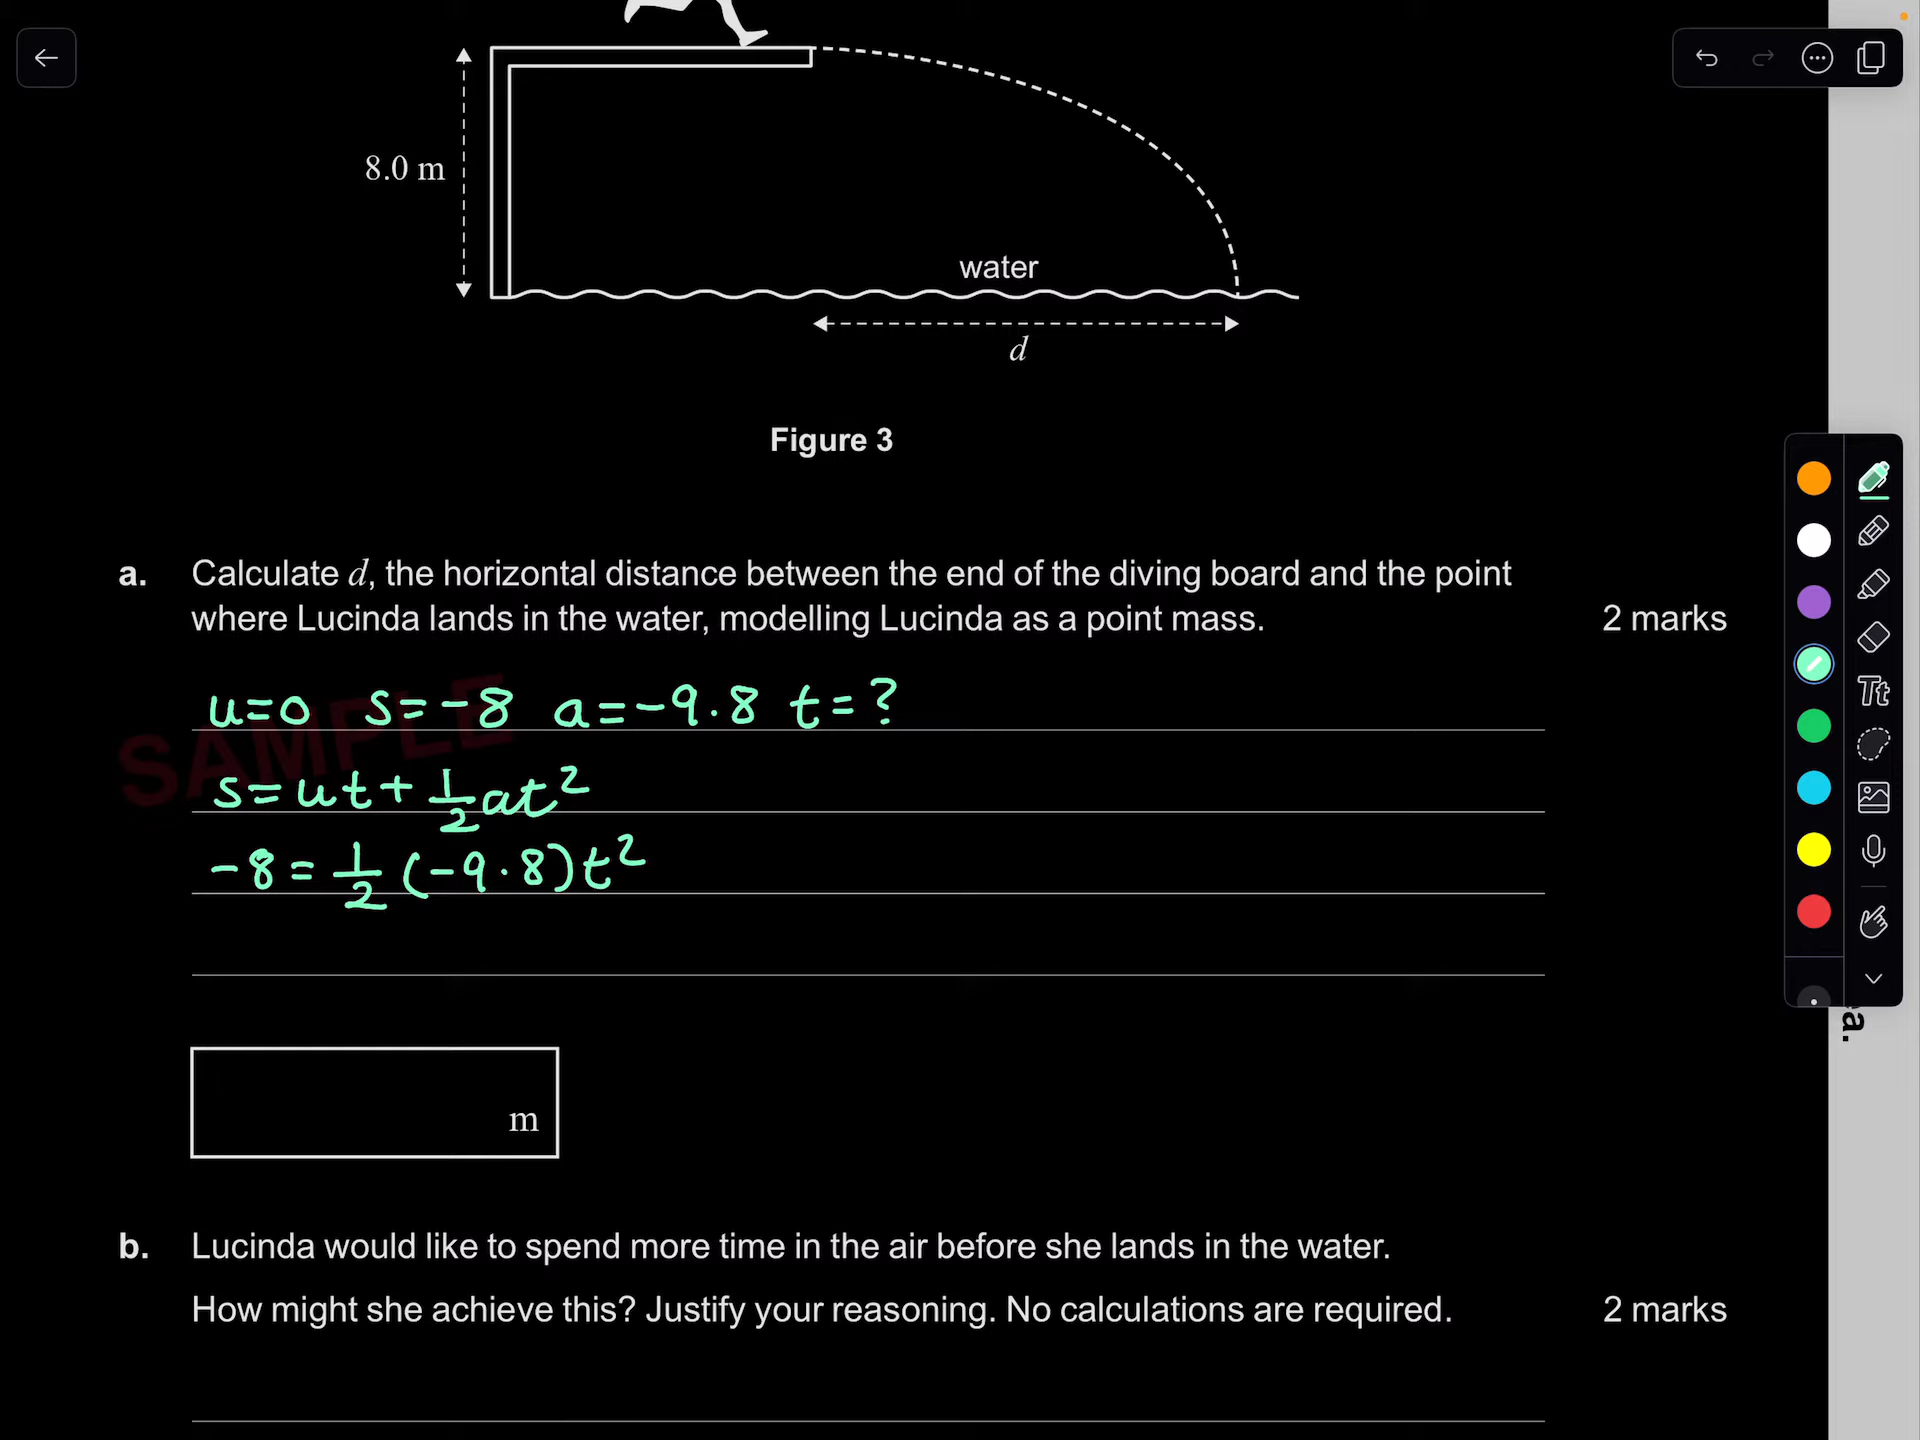 8.0 m
water
d
Figure 3
a. Calculate d, the horizontal distance between the end of the diving board and the point
where Lucinda lands in the water, modelling Lucinda as a point mass. 2 marks
SAMPLE
u=0 s=-8 a=-9.8 t=?
s=ut+½at²
-8=½(-9.8)t²
a.
m
b. Lucinda would like to spend more time in the air before she lands in the water.
How might she achieve this? Justify your reasoning. No calculations are required. 2 marks
Tt